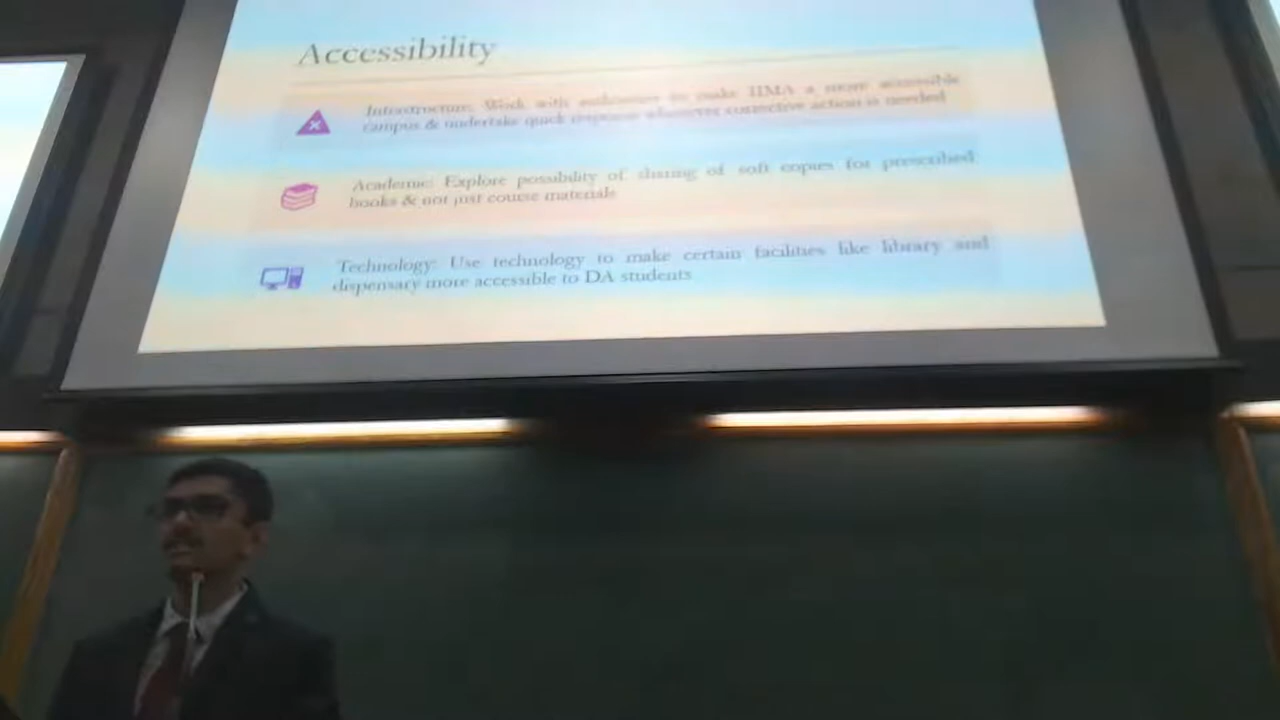 Accessibility
Infrastructure: Work with authorities to make IIMA a more accessible
campus & undertake quick response whenever corrective action is needed
Academic: Explore possibility of sharing of soft copies for prescribed
books & not just course materials
Technology: Use technology to make certain facilities like library and
dispensary more accessible to DA students